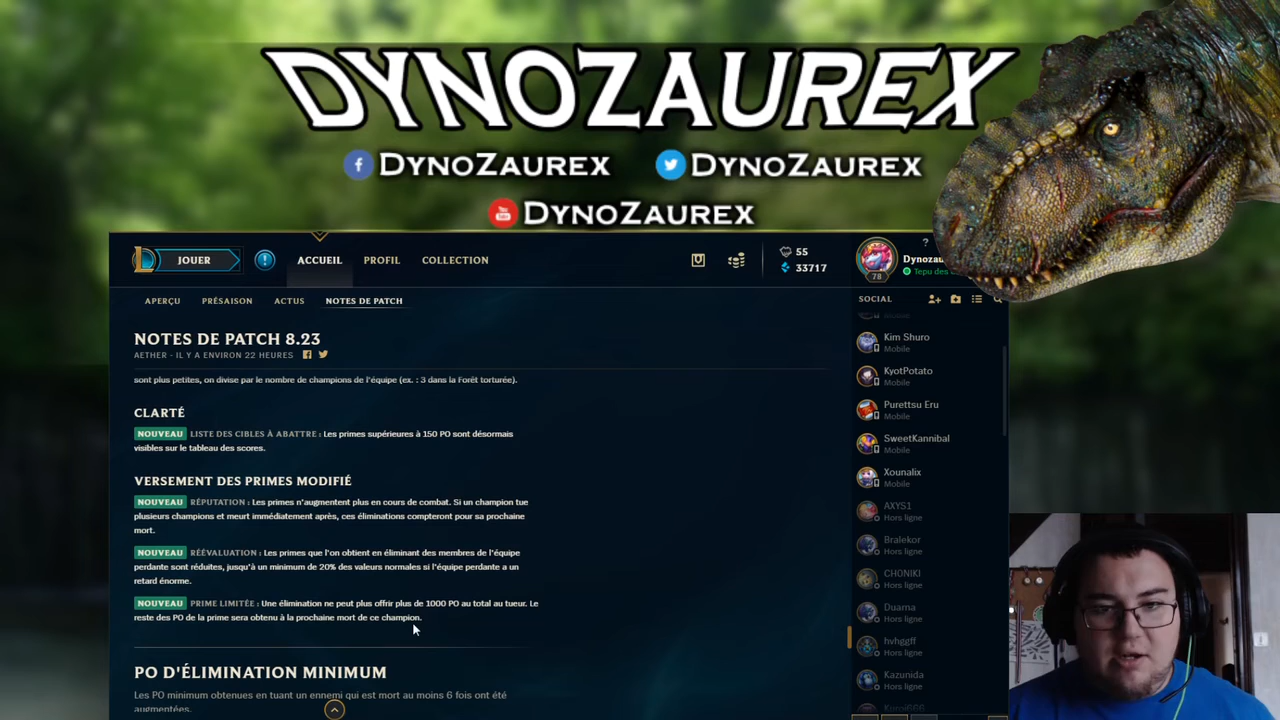 DYNOZAUREX
DYNOZAUREX
DYNOZAUREX
DYNOZAUREX
JOUER
ACCUEIL
PROFIL
COLLECTION
55
33717
?
78
Dynozau
Tepu des
APERÇU
PRÉSAISON
ACTUS
NOTES DE PATCH
SOCIAL
NOTES DE PATCH 8.23
AETHER - IL Y A ENVIRON 22 HEURES
sont plus petites, on divise par le nombre de champions de l'équipe (ex. : 3 dans la Forêt torturée).
CLARTÉ
NOUVEAU LISTE DES CIBLES À ABATTRE : Les primes supérieures à 150 PO sont désormais
visibles sur le tableau des scores.
VERSEMENT DES PRIMES MODIFIÉ
NOUVEAU RÉPUTATION : Les primes n'augmentent plus en cours de combat. Si un champion tue
plusieurs champions et meurt immédiatement après, ces éliminations compteront pour sa prochaine
mort.
NOUVEAU RÉÉVALUATION : Les primes que l'on obtient en éliminant des membres de l'équipe
perdante sont réduites, jusqu'à un minimum de 20% des valeurs normales si l'équipe perdante a un
retard énorme.
NOUVEAU PRIME LIMITÉE : Une élimination ne peut plus offrir plus de 1000 PO au total au tueur. Le
reste des PO de la prime sera obtenu à la prochaine mort de ce champion.
PO D'ÉLIMINATION MINIMUM
Les PO minimum obtenues en tuant un ennemi qui est mort au moins 6 fois ont été
augmentées.
Kim Shuro
Mobile
KyotPotato
Mobile
Purettsu Eru
Mobile
SweetKannibal
Mobile
Xounalix
Mobile
AXYS1
Hors ligne
Bralekor
Hors ligne
CH0NIKI
Hors ligne
Duarna
Hors ligne
hvhggff
Hors ligne
Kazunida
Hors ligne